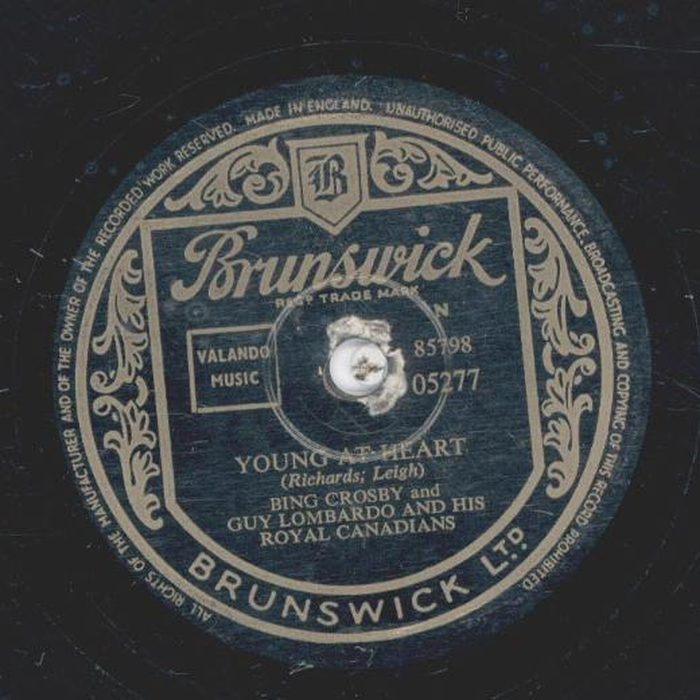 ALL RIGHTS OF THE MANUFACTURER AND OF THE OWNER OF THE RECORDED WORK RESERVED. MADE IN ENGLAND. UNAUTHORISED PUBLIC PERFORMANCE, BROADCASTING AND COPYING OF THIS RECORD PROHIBITED
B
Brunswick
REGD TRADE MARK
N
VALANDO
MUSIC
85798
05277
YOUNG AT HEART
(Richards; Leigh)
BING CROSBY and
GUY LOMBARDO AND HIS
ROYAL CANADIANS
BRUNSWICK LTD